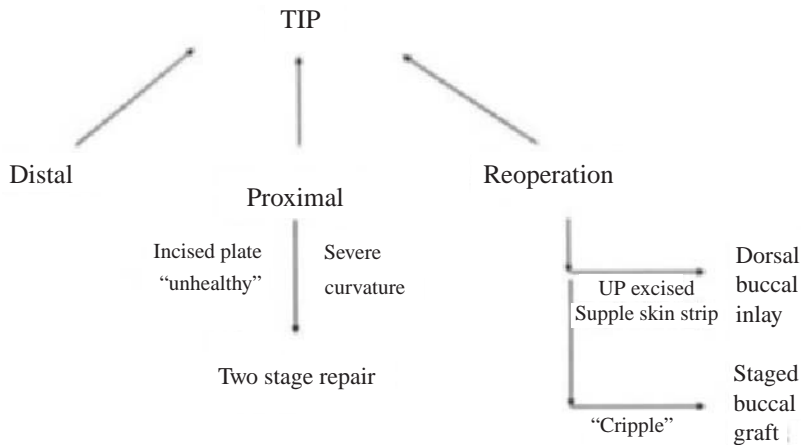 TIP
Distal
Proximal
Reoperation
Incised plate
“unhealthy”
Severe
curvature
Two stage repair
UP excised
Supple skin strip
Dorsal
buccal
inlay
“Cripple”
Staged
buccal
graft